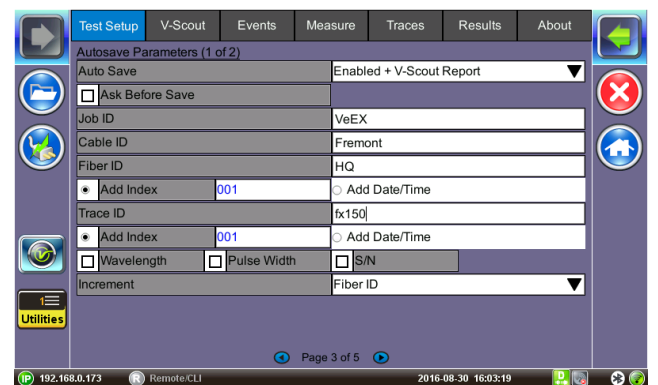 Test Setup V-Scout Events Measure Traces Results About
Autosave Parameters (1 of 2)
Auto Save Enabled + V-Scout Report
Ask Before Save
Job ID VeEX
Cable ID Fremont
Fiber ID HQ
Add Index 001 Add Date/Time
Trace ID fx150
Add Index 001 Add Date/Time
Wavelength Pulse Width S/N
Increment Fiber ID
1
Utilities
Page 3 of 5
IP 192.168.0.173 R Remote/CLI 2016-08-30 16:03:19